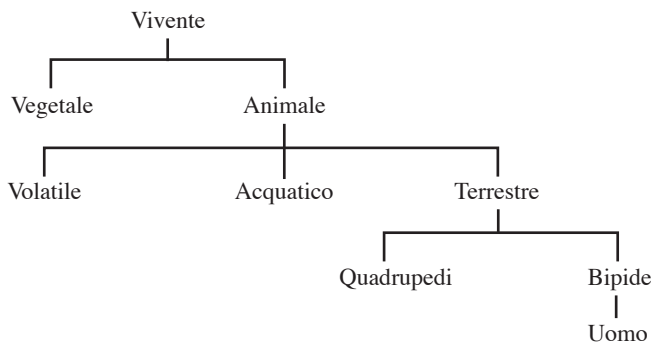 Vivente
Vegetale Animale
Volatile Acquatico Terrestre
Quadrupedi Bipide
Uomo